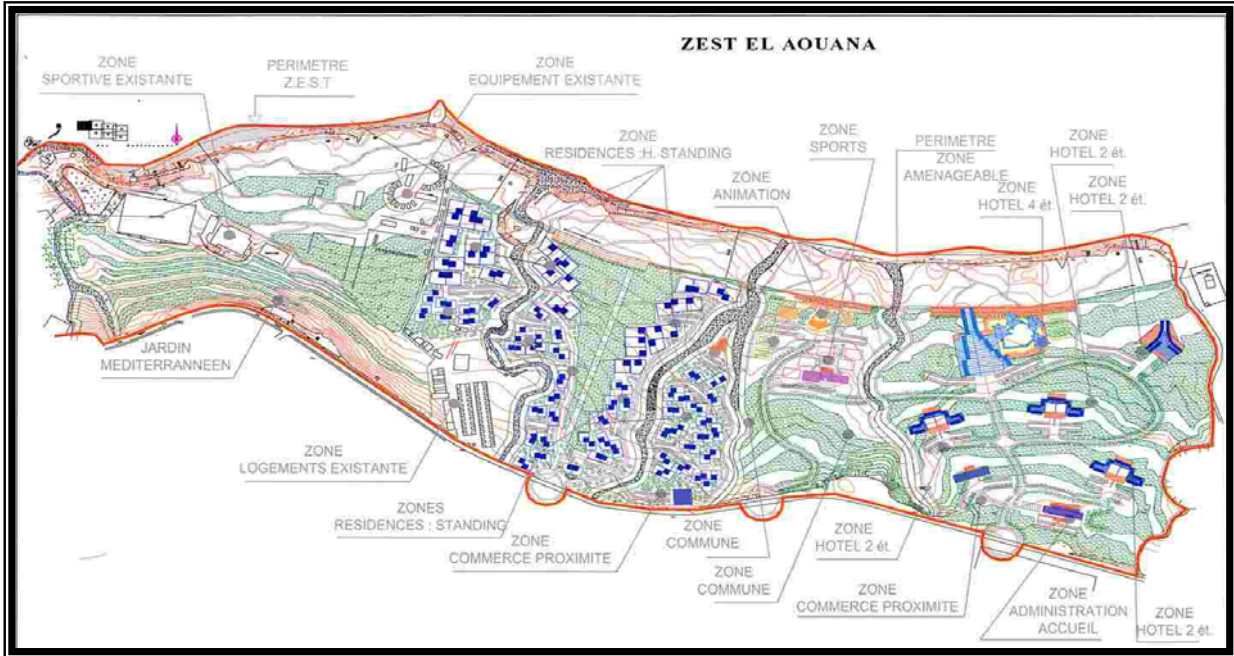 ZEST EL AOUANA
ZONE
SPORTIVE EXISTANTE
PERIMETRE
Z.E.S.T
ZONE
EQUIPEMENT EXISTANTE
ZONE
RESIDENCES :H. STANDING
ZONE
ANIMATION
ZONE
SPORTS
PERIMETRE
ZONE
AMENAGEABLE
ZONE
HOTEL 2 ét.
ZONE
HOTEL 4 ét.
ZONE
HOTEL 2 ét.
JARDIN
MEDITERRANNEEN
ZONE
LOGEMENTS EXISTANTE
ZONES
RESIDENCES : STANDING
ZONE
COMMERCE PROXIMITE
ZONE
COMMUNE
ZONE
COMMUNE
ZONE
HOTEL 2 ét.
ZONE
COMMERCE PROXIMITE
ZONE
ADMINISTRATION
ACCUEIL
ZONE
HOTEL 2 ét.